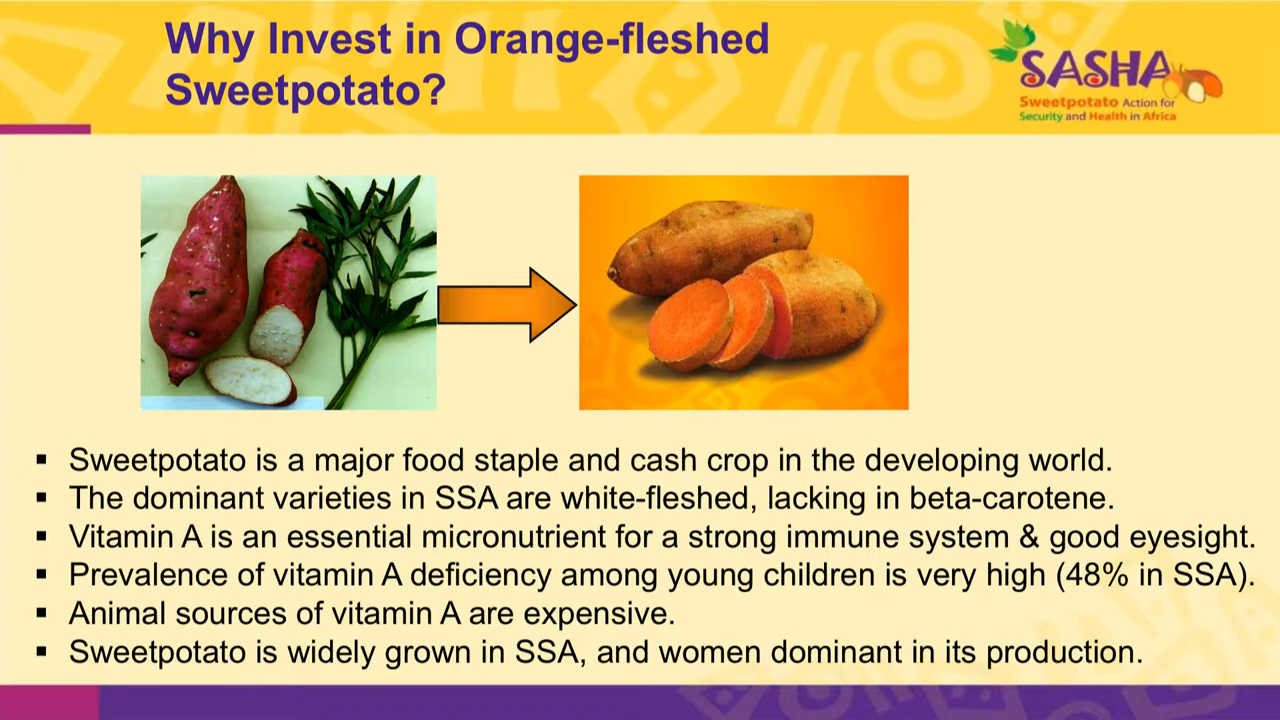 Why Invest in Orange-fleshed
Sweetpotato?
SASHA
Sweetpotato Action for
Security and Health in Africa
▪ Sweetpotato is a major food staple and cash crop in the developing world.
▪ The dominant varieties in SSA are white-fleshed, lacking in beta-carotene.
▪ Vitamin A is an essential micronutrient for a strong immune system & good eyesight.
▪ Prevalence of vitamin A deficiency among young children is very high (48% in SSA).
▪ Animal sources of vitamin A are expensive.
▪ Sweetpotato is widely grown in SSA, and women dominant in its production.